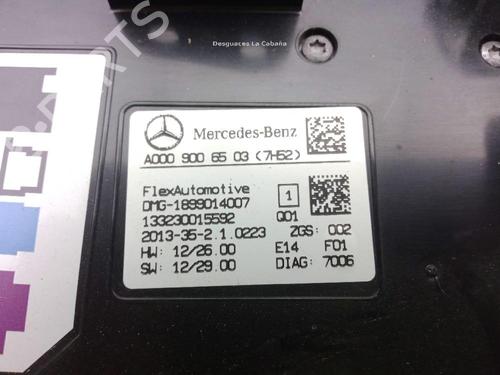 Desguaces La Cabaña
Mercedes-Benz
A000 900 65 03 (7H52)
FlexAutomotive
DMG-1899014007
133230015592
2013-35-2.1.0223
HW: 12/26.00
SW: 12/29.00
1
Q01
ZGS: 002
E14 F01
DIAG: 7006